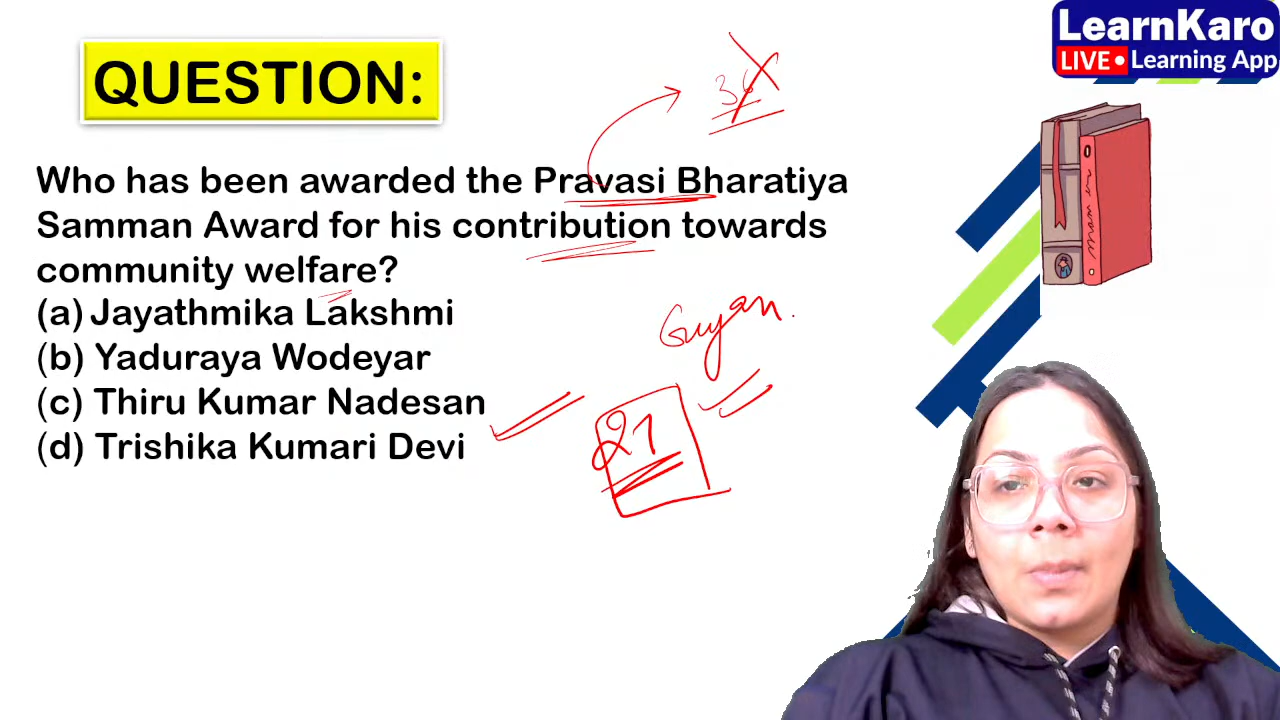 LearnKaro
LIVE • Learning App
QUESTION:
36
Who has been awarded the Pravasi Bharatiya
Samman Award for his contribution towards
community welfare?
(a) Jayathmika Lakshmi
(b) Yaduraya Wodeyar
(c) Thiru Kumar Nadesan
(d) Trishika Kumari Devi
Guyan.
27